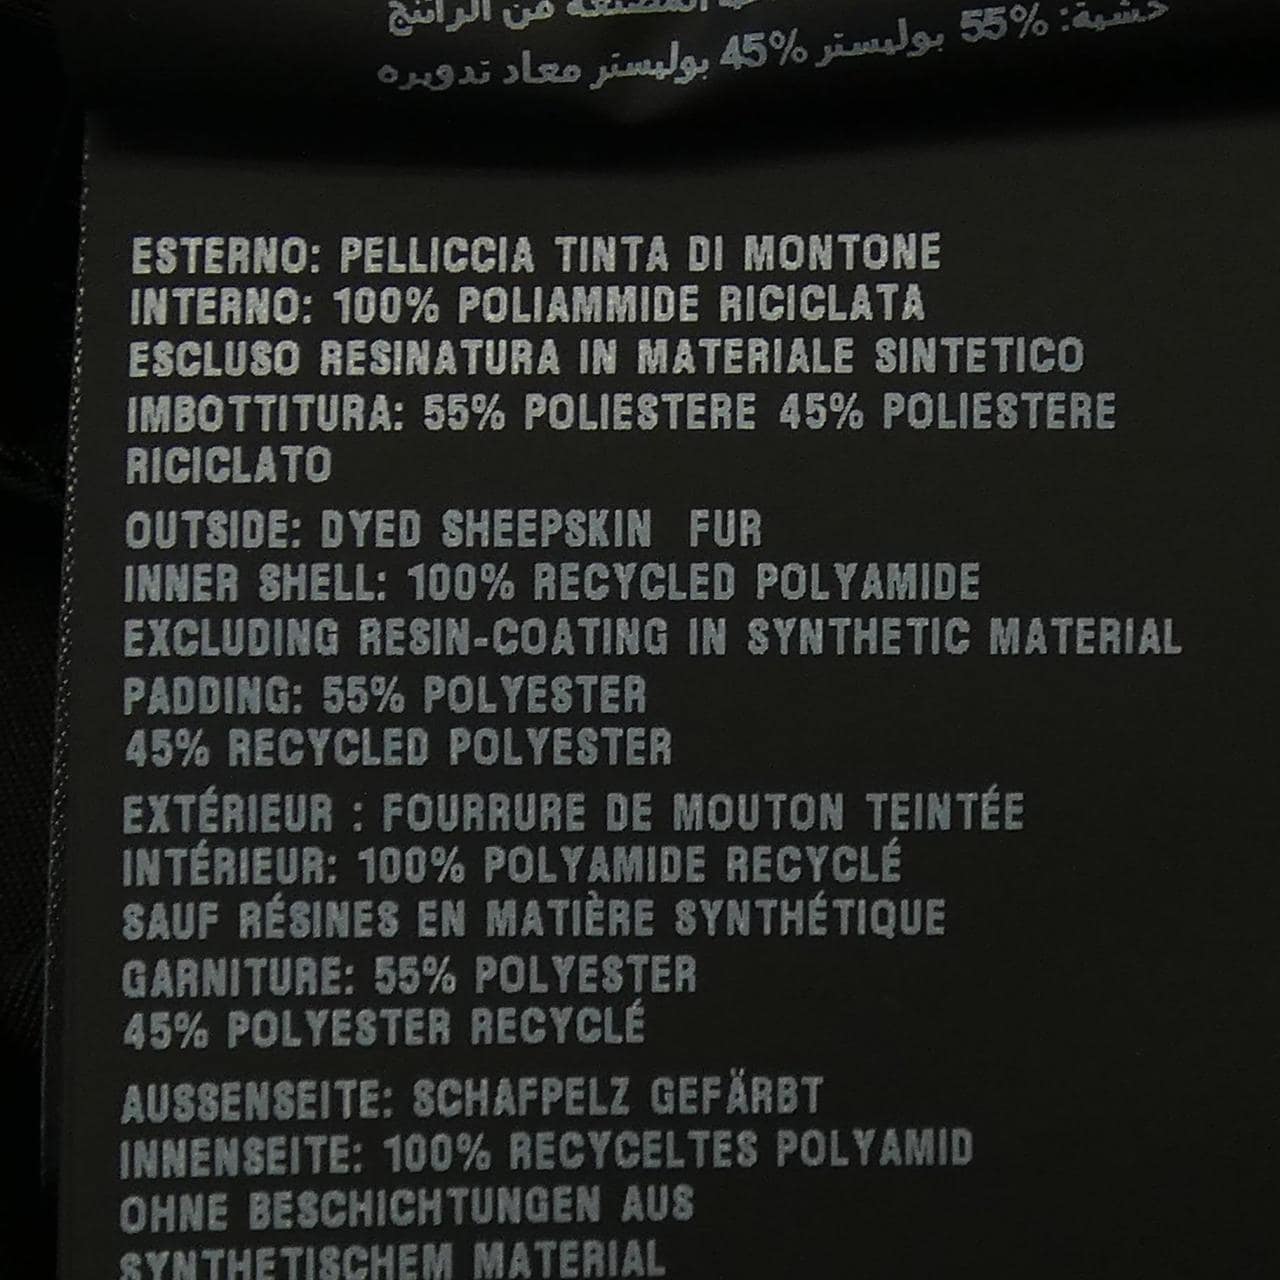 المصنعة من الراتنج
حشية: 55% بوليستر 45% بوليستر معاد تدويره
ESTERNO: PELLICCIA TINTA DI MONTONE
INTERNO: 100% POLIAMMIDE RICICLATA
ESCLUSO RESINATURA IN MATERIALE SINTETICO
IMBOTTITURA: 55% POLIESTERE 45% POLIESTERE
RICICLATO
OUTSIDE: DYED SHEEPSKIN FUR
INNER SHELL: 100% RECYCLED POLYAMIDE
EXCLUDING RESIN-COATING IN SYNTHETIC MATERIAL
PADDING: 55% POLYESTER
45% RECYCLED POLYESTER
EXTÉRIEUR : FOURRURE DE MOUTON TEINTÉE
INTÉRIEUR: 100% POLYAMIDE RECYCLÉ
SAUF RÉSINES EN MATIÈRE SYNTHÉTIQUE
GARNITURE: 55% POLYESTER
45% POLYESTER RECYCLÉ
AUSSENSEITE: SCHAFPELZ GEFÄRBT
INNENSEITE: 100% RECYCELTES POLYAMID
OHNE BESCHICHTUNGEN AUS
SYNTHETISCHEM MATERIAL